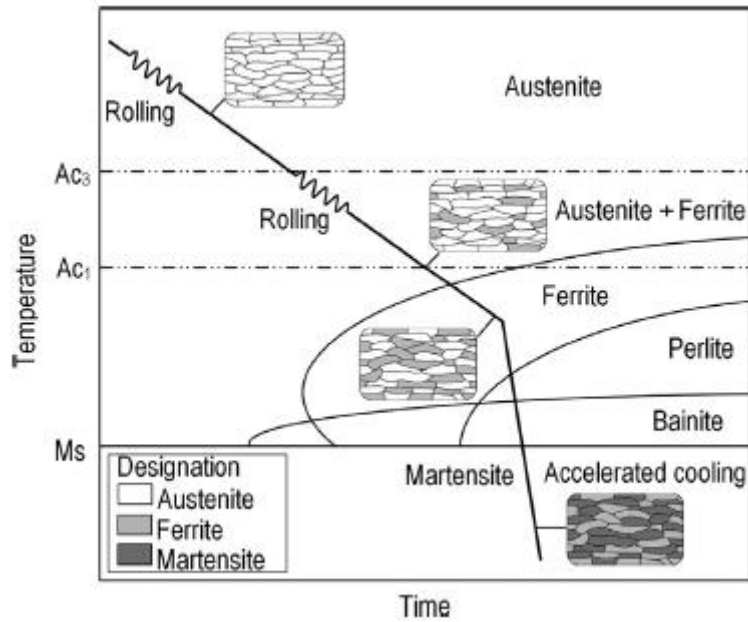 Austenite
Rolling
Ac₃
Rolling
Austenite + Ferrite
Ac₁
Ferrite
Temperature
Perlite
Bainite
Ms
Martensite
Accelerated cooling
Designation
Austenite
Ferrite
Martensite
Time